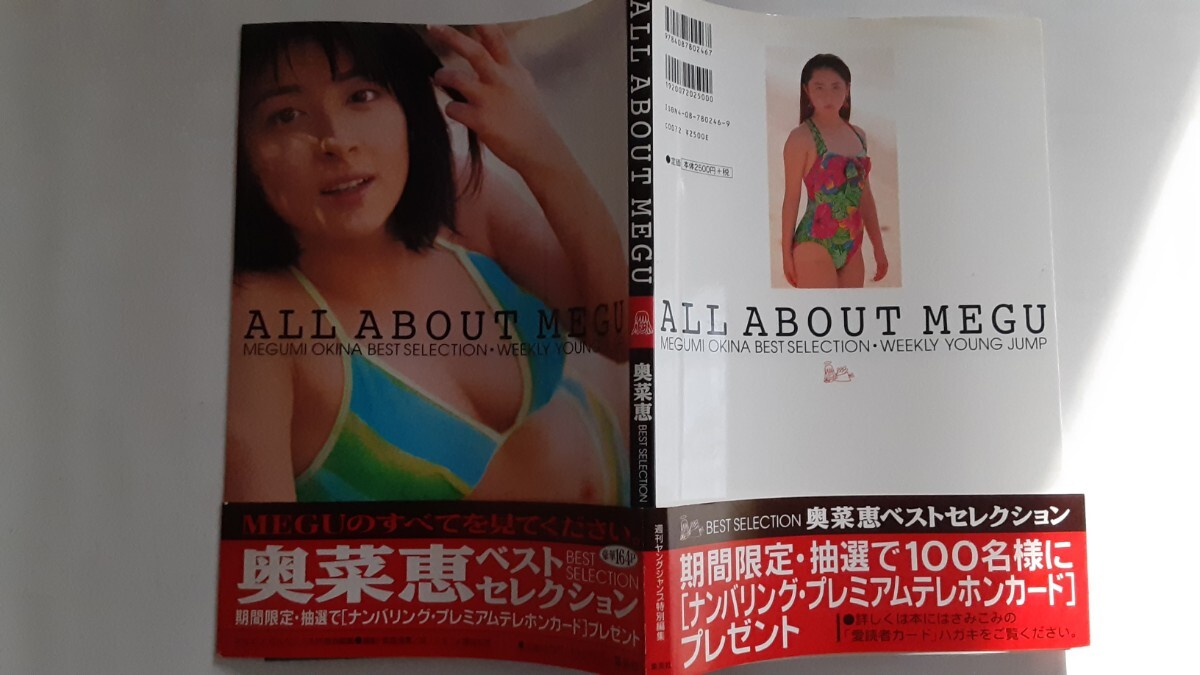 ALL ABOUT MEGU
MEGUMI OKINA BEST SELECTION・WEEKLY YOUNG
MEGUのすべてを見てください
奥菜恵ベスト
セレクション
BEST
SELECTION
豪華164P
期間限定・抽選で[ナンバリング・プレミアムテレホンカード]プレゼント
ALL ABOUT MEGU
奥菜恵
BEST SELECTION
週刊ヤングジャンプ特別編集
集英社
9784087802467
1920072025000
ISBN4-08-780246-9
C0072 ¥2500E
●定価 本体2500円+税
ALL ABOUT MEGU
MEGUMI OKINA BEST SELECTION・WEEKLY YOUNG JUMP
BEST SELECTION 奥菜恵ベストセレクション
期間限定・抽選で100名様に
[ナンバリング・プレミアムテレホンカード]
プレゼント
●詳しくは本にはさみこみの
「愛読者カード」ハガキをご覧ください。